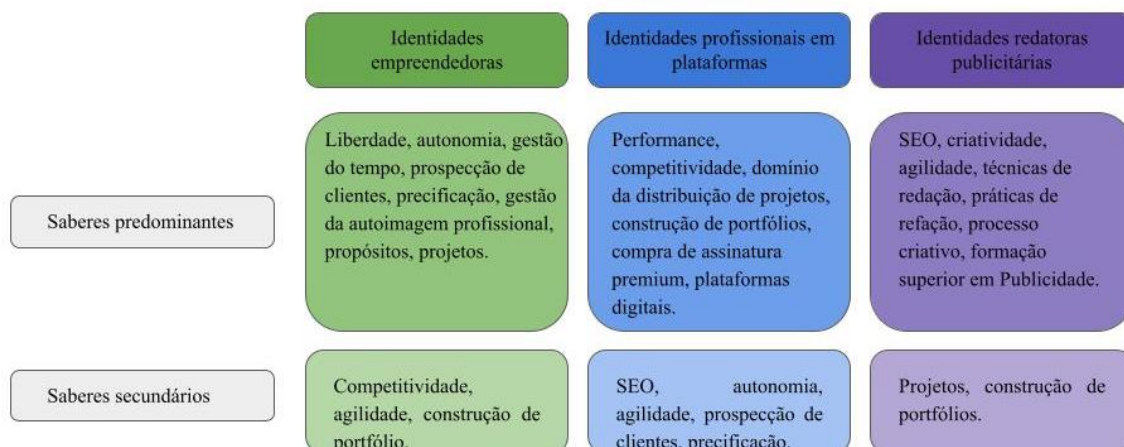 Identidades
empreendedoras
Identidades profissionais em
plataformas
Identidades redatoras
publicitárias
Saberes predominantes
Liberdade, autonomia, gestão
do tempo, prospecção de
clientes, precificação, gestão
da autoimagem profissional,
propósitos, projetos.
Performance,
competitividade, domínio
da distribuição de projetos,
construção de portfólios,
compra de assinatura
premium, plataformas
digitais.
SEO, criatividade,
agilidade, técnicas de
redação, práticas de
refação, processo
criativo, formação
superior em Publicidade.
Saberes secundários
Competitividade,
agilidade, construção de
portfólio.
SEO, autonomia,
agilidade, prospecção de
clientes, precificação.
Projetos, construção de
portfólios.